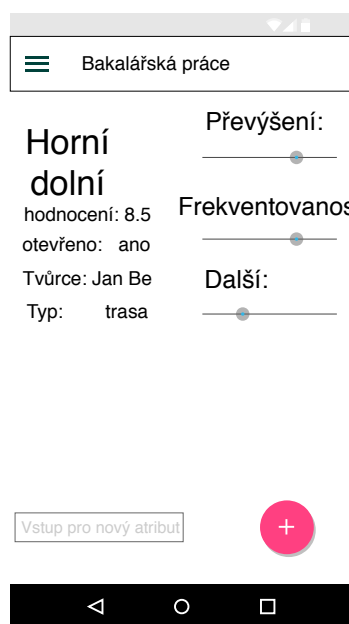 Bakalářská práce
Horní
dolní
hodnocení: 8.5
otevřeno: ano
Tvůrce: Jan Be
Typ: trasa
Převýšení:
Frekventovanos
Další:
Vstup pro nový atribut
+